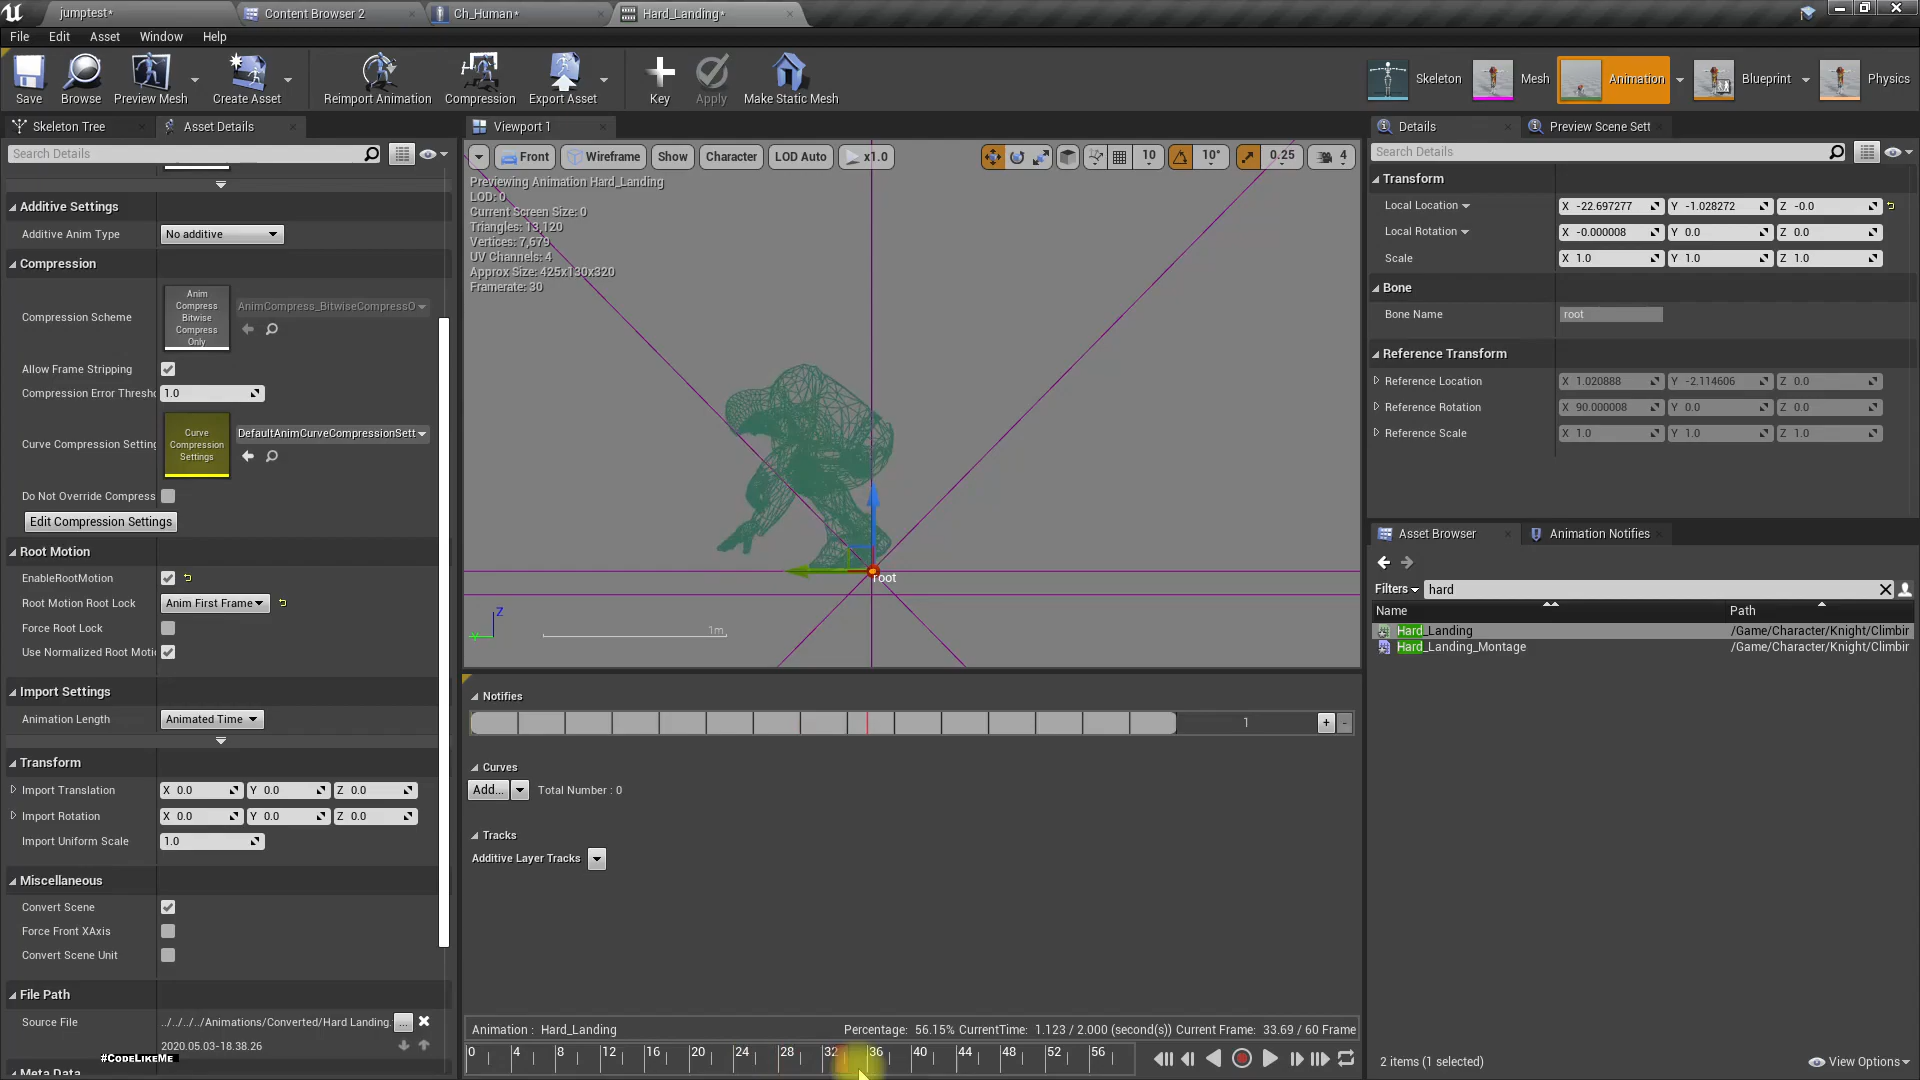 jumptest*
Content Browser 2
Ch_Human*
Hard_Landing*
File Edit Asset Window Help
Save
Browse
Preview Mesh
Create Asset
Reimport Animation
Compression
Export Asset
Key
Apply
Make Static Mesh
Skeleton
Mesh
Animation
Blueprint
Physics
Skeleton Tree
Asset Details
Search Details
Additive Settings
Additive Anim Type No additive
Compression
Compression Scheme
Anim
Compress
Bitwise
Compress
Only
AnimCompress_BitwiseCompressO
Allow Frame Stripping
Compression Error Thresho 1.0
Curve Compression Setting
Curve
Compression
Settings
DefaultAnimCurveCompressionSett
Do Not Override Compress
Edit Compression Settings
Root Motion
EnableRootMotion
Root Motion Root Lock Anim First Frame
Force Root Lock
Use Normalized Root Motio
Import Settings
Animation Length Animated Time
Transform
Import Translation X 0.0 Y 0.0 Z 0.0
Import Rotation X 0.0 Y 0.0 Z 0.0
Import Uniform Scale 1.0
Miscellaneous
Convert Scene
Force Front XAxis
Convert Scene Unit
File Path
Source File ../../../../Animations/Converted/Hard Landing. ...
2020.05.03-18.38.26
#CodeLikeMe
Meta Data
Viewport 1
Front Wireframe Show Character LOD Auto x1.0
10 10° 0.25 4
Previewing Animation Hard_Landing
LOD: 0
Current Screen Size: 0
Triangles: 13,120
Vertices: 7,679
UV Channels: 4
Approx Size: 425x130x320
Framerate: 30
root
Z
Y
1m
Notifies
1 + -
Curves
Add... Total Number : 0
Tracks
Additive Layer Tracks
Animation : Hard_Landing Percentage: 56.15% CurrentTime: 1.123 / 2.000 (second(s)) Current Frame: 33.69 / 60 Frame
0 4 8 12 16 20 24 28 32 36 40 44 48 52 56
Details
Preview Scene Sett
Search Details
Transform
Local Location X -22.697277 Y -1.028272 Z -0.0
Local Rotation X -0.000008 Y 0.0 Z 0.0
Scale X 1.0 Y 1.0 Z 1.0
Bone
Bone Name root
Reference Transform
Reference Location X 1.020888 Y -2.114606 Z 0.0
Reference Rotation X 90.000008 Y 0.0 Z 0.0
Reference Scale X 1.0 Y 1.0 Z 1.0
Asset Browser
Animation Notifies
Filters hard
Name Path
Hard_Landing /Game/Character/Knight/Climbir
Hard_Landing_Montage /Game/Character/Knight/Climbir
2 items (1 selected)
View Options